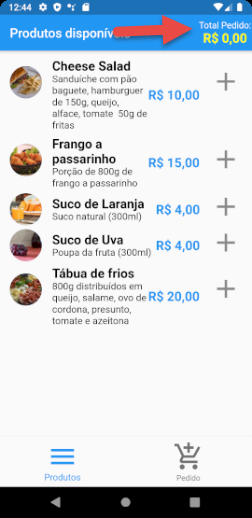 12:44
Total Pedido:
Produtos disponíveis
R$ 0,00
Cheese Salad
Sanduíche com pão
baguete, hamburguer
de 150g, queijo,
alface, tomate 50g de
fritas
R$ 10,00
Frango a
passarinho
Porção de 800g de
frango a passarinho
R$ 15,00
Suco de Laranja
Suco natural (300ml)
R$ 4,00
Suco de Uva
Poupa da fruta (300ml)
R$ 4,00
Tábua de frios
800g distribuídos em
queijo, salame, ovo de
cordona, presunto,
tomate e azeitona
R$ 20,00
Produtos
Pedido